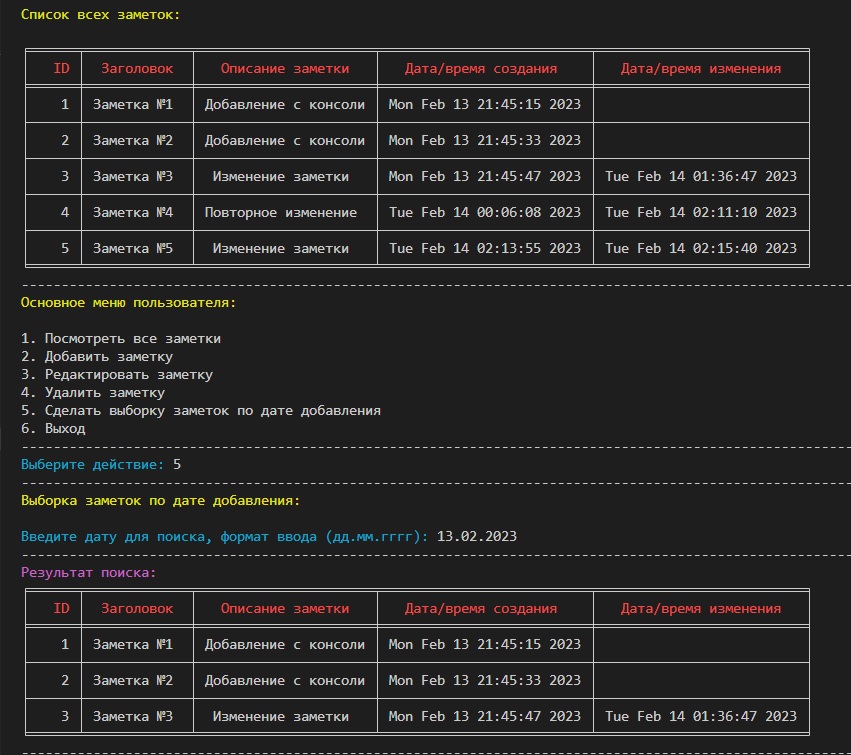 Список всех заметок:
ID Заголовок Описание заметки Дата/время создания Дата/время изменения
1 Заметка №1 Добавление с консоли Mon Feb 13 21:45:15 2023
2 Заметка №2 Добавление с консоли Mon Feb 13 21:45:33 2023
3 Заметка №3 Изменение заметки Mon Feb 13 21:45:47 2023 Tue Feb 14 01:36:47 2023
4 Заметка №4 Повторное изменение Tue Feb 14 00:06:08 2023 Tue Feb 14 02:11:10 2023
5 Заметка №5 Изменение заметки Tue Feb 14 02:13:55 2023 Tue Feb 14 02:15:40 2023
Основное меню пользователя:
1. Посмотреть все заметки
2. Добавить заметку
3. Редактировать заметку
4. Удалить заметку
5. Сделать выборку заметок по дате добавления
6. Выход
Выберите действие: 5
Выборка заметок по дате добавления:
Введите дату для поиска, формат ввода (дд.мм.гггг): 13.02.2023
Результат поиска:
ID Заголовок Описание заметки Дата/время создания Дата/время изменения
1 Заметка №1 Добавление с консоли Mon Feb 13 21:45:15 2023
2 Заметка №2 Добавление с консоли Mon Feb 13 21:45:33 2023
3 Заметка №3 Изменение заметки Mon Feb 13 21:45:47 2023 Tue Feb 14 01:36:47 2023